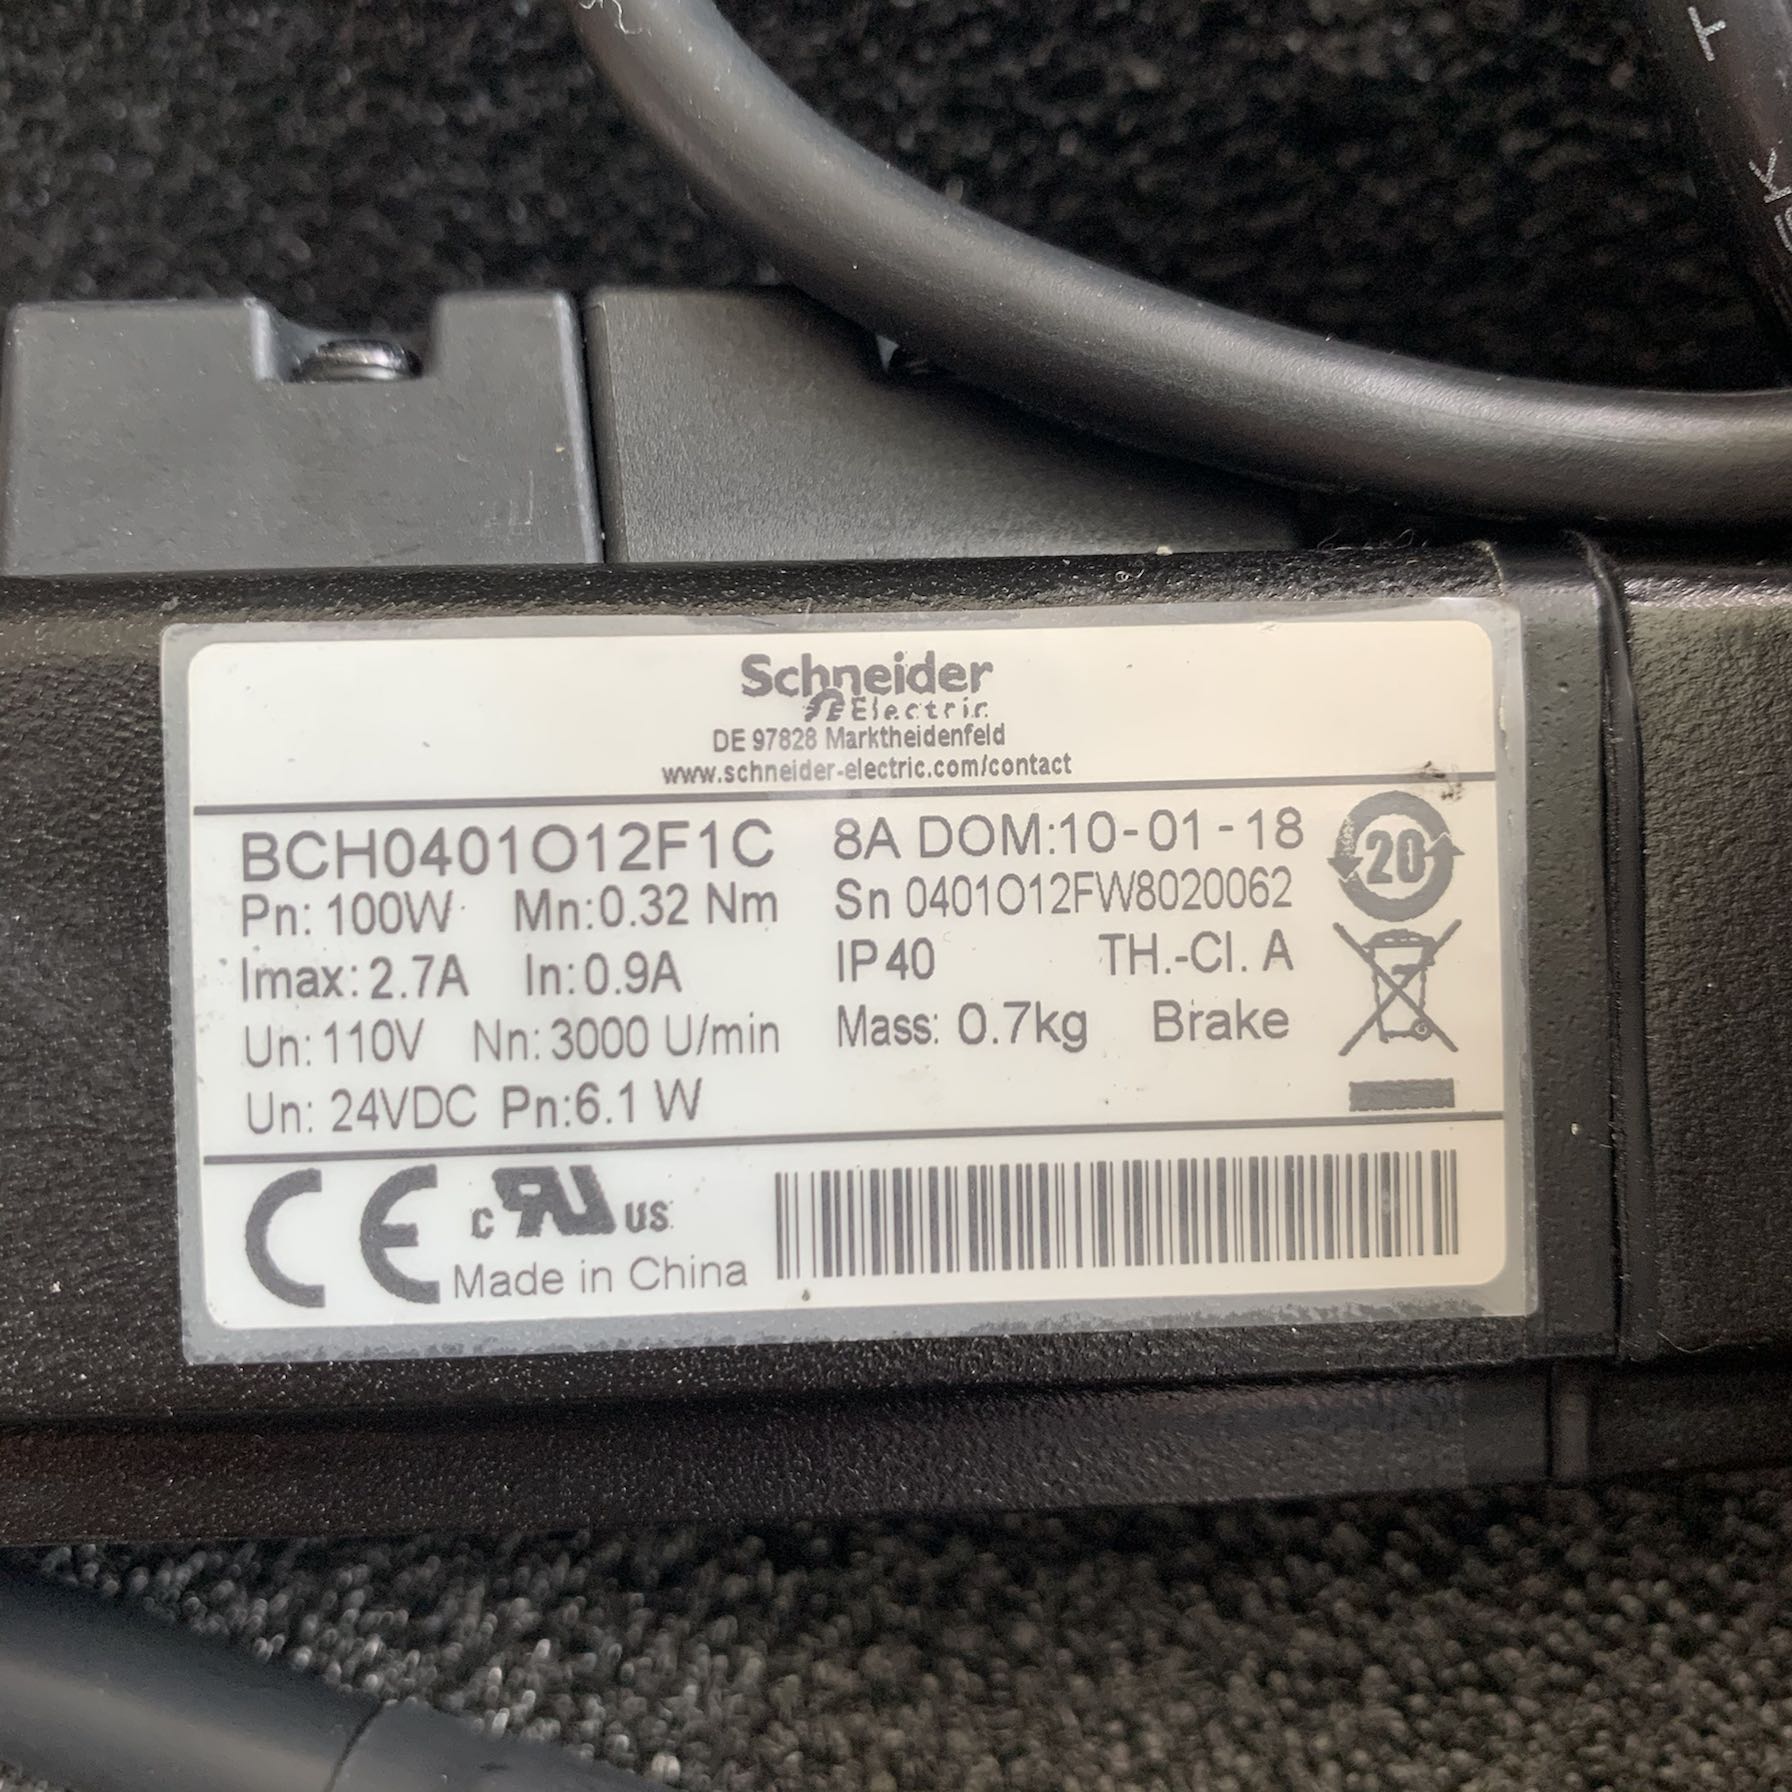 T
Schneider
Electric
DE 97828 Marktheidenfeld
www.schneider-electric.com/contact
BCH0401O12F1C 8A DOM:10-01-18
Pn: 100W Mn:0.32 Nm Sn 0401O12FW8020062
20
Imax: 2.7A In:0.9A IP40 TH.-Cl. A
Un: 110V Nn: 3000 U/min Mass: 0.7kg Brake
Un: 24VDC Pn:6.1 W
CE c RU US
Made in China